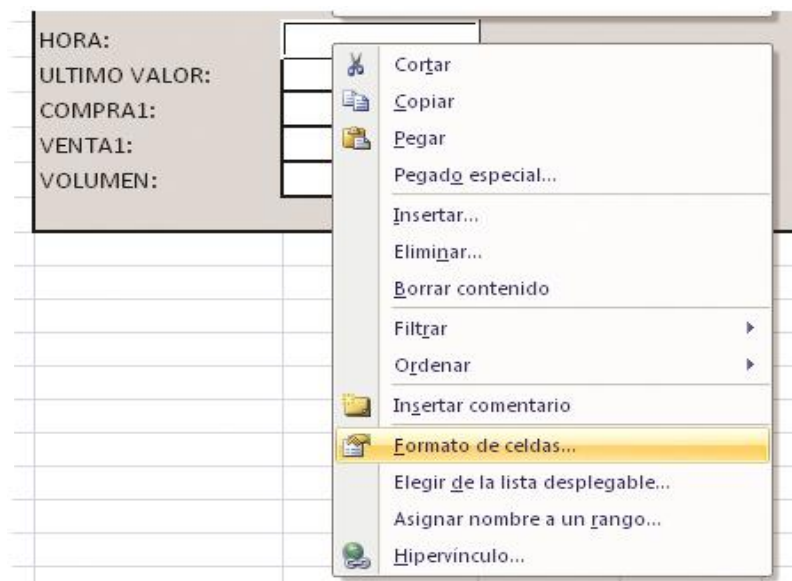 HORA:
ULTIMO VALOR:
COMPRA1:
VENTA1:
VOLUMEN:
Cortar
Copiar
Pegar
Pegado especial...
Insertar...
Eliminar...
Borrar contenido
Filtrar
Ordenar
Insertar comentario
Formato de celdas...
Elegir de la lista desplegable...
Asignar nombre a un rango...
Hipervínculo...